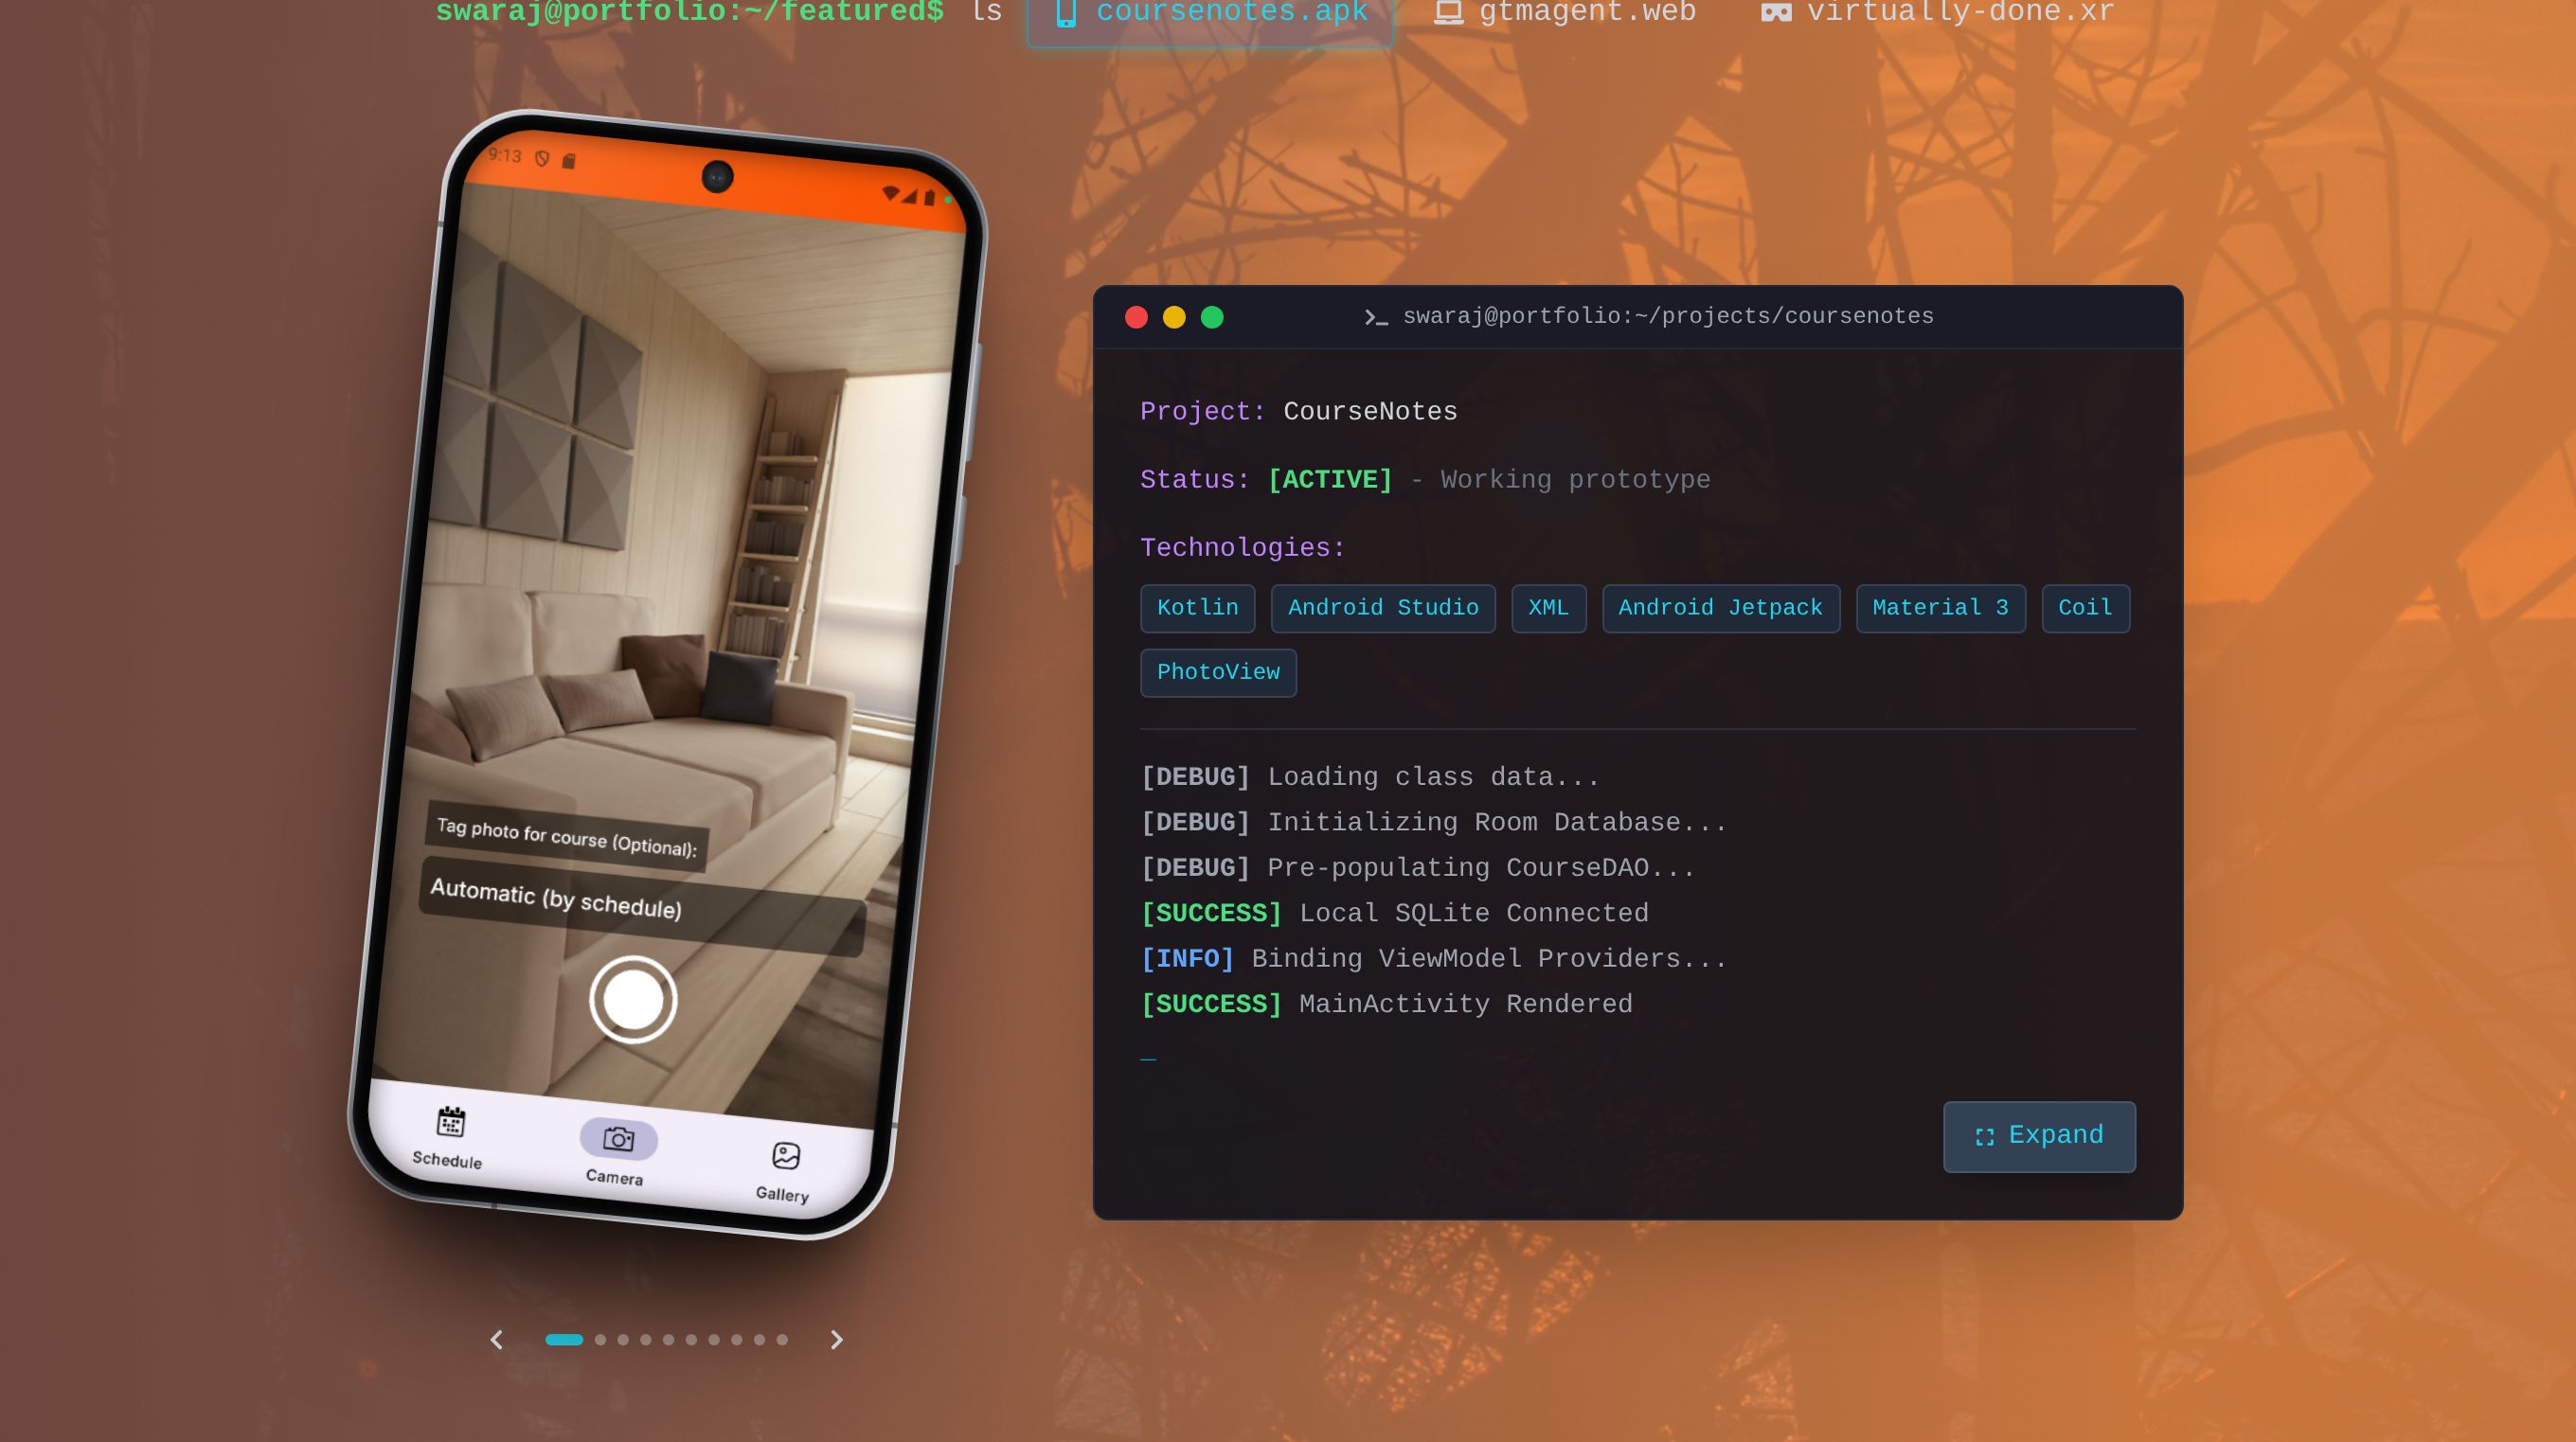 swaraj@portfolio:~/featured$ ls coursenotes.apk gtmagent.web virtually-done.xr
9:13
Tag photo for course (Optional):
Automatic (by schedule)
Schedule
Camera
Gallery
swaraj@portfolio:~/projects/coursenotes
Project: CourseNotes
Status: [ACTIVE] - Working prototype
Technologies:
Kotlin Android Studio XML Android Jetpack Material 3 Coil
PhotoView
[DEBUG] Loading class data...
[DEBUG] Initializing Room Database...
[DEBUG] Pre-populating CourseDAO...
[SUCCESS] Local SQLite Connected
[INFO] Binding ViewModel Providers...
[SUCCESS] MainActivity Rendered
_
Expand